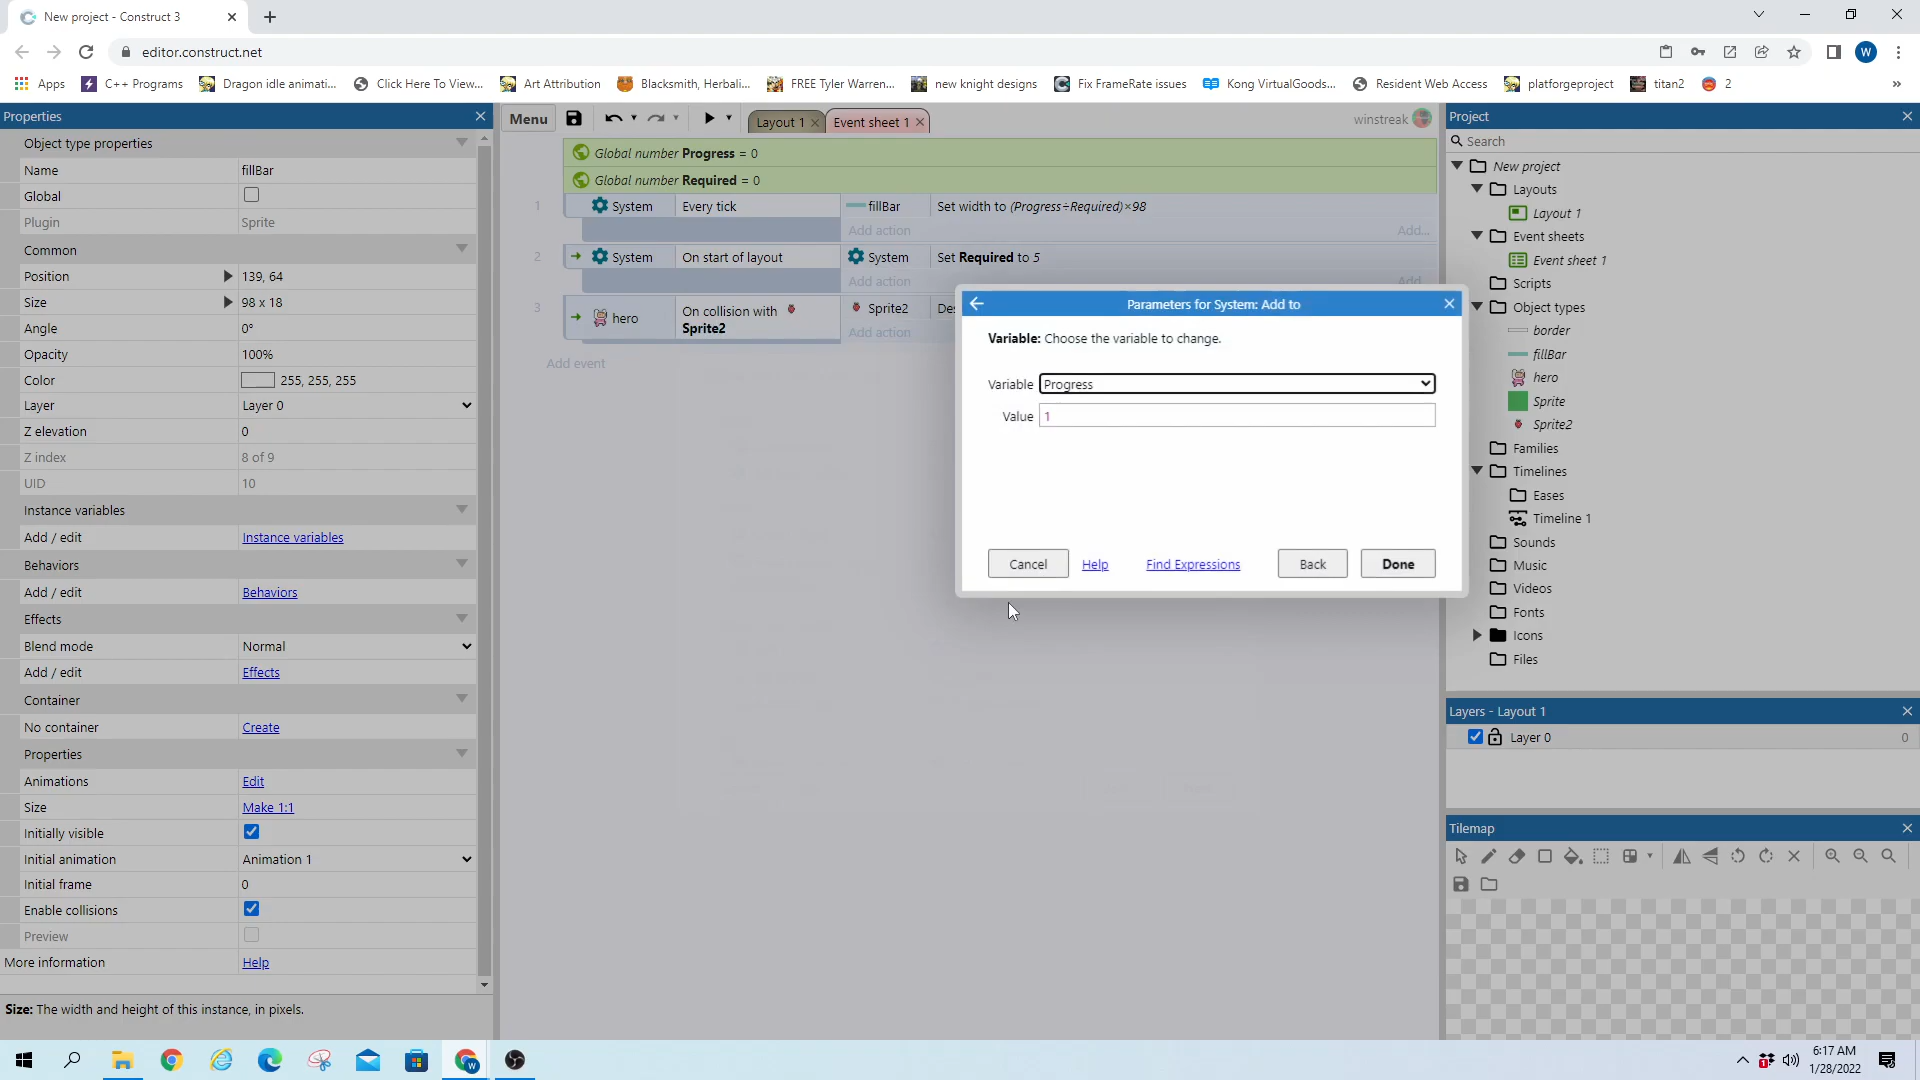 New project - Construct 3
editor.construct.net
W
Apps
C++ Programs
Dragon idle animati...
Click Here To View...
Art Attribution
Blacksmith, Herbali...
FREE Tyler Warren...
new knight designs
Fix FrameRate issues
Kong VirtualGoods...
Resident Web Access
platforgeproject
titan2
2
»
Properties
Object type properties
Name fillBar
Global
Plugin Sprite
Common
Position 139, 64
Size 98 x 18
Angle 0°
Opacity 100%
Color 255, 255, 255
Layer Layer 0
Z elevation 0
Z index 8 of 9
UID 10
Instance variables
Add / edit Instance variables
Behaviors
Add / edit Behaviors
Effects
Blend mode Normal
Add / edit Effects
Container
No container Create
Properties
Animations Edit
Size Make 1:1
Initially visible
Initial animation Animation 1
Initial frame 0
Enable collisions
Preview
More information Help
Size: The width and height of this instance, in pixels.
Menu
Layout 1
Event sheet 1
winstreak
Global number Progress = 0
Global number Required = 0
1 System Every tick fillBar Set width to (Progress÷Required)×98
Add action Add...
2 System On start of layout System Set Required to 5
Add action Add...
3 hero On collision with Sprite2 Sprite2 Des
Add action
Add event
Parameters for System: Add to
Variable: Choose the variable to change.
Variable Progress
Value 1
Cancel Help Find Expressions Back Done
Project
Search
New project
Layouts
Layout 1
Event sheets
Event sheet 1
Scripts
Object types
border
fillBar
hero
Sprite
Sprite2
Families
Timelines
Eases
Timeline 1
Sounds
Music
Videos
Fonts
Icons
Files
Layers - Layout 1
Layer 0 0
Tilemap
6:17 AM
1/28/2022